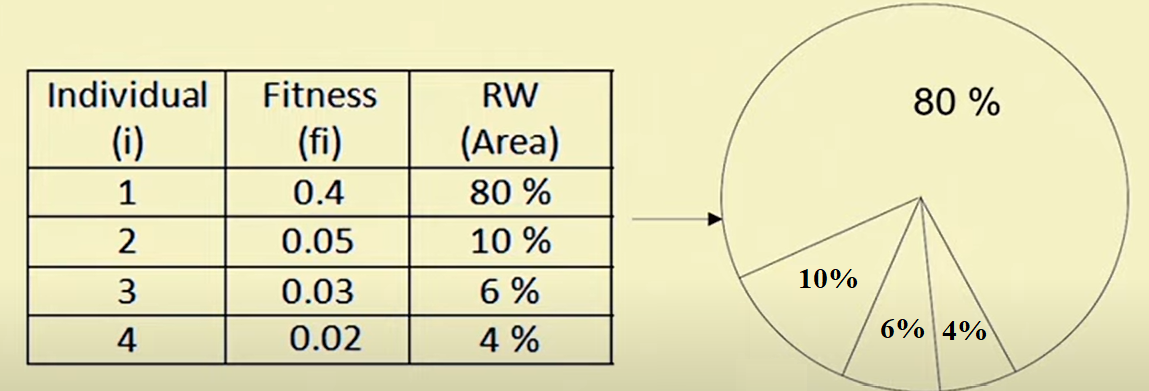 Individual (i) Fitness (fi) RW (Area)
1 0.4 80 %
2 0.05 10 %
3 0.03 6 %
4 0.02 4 %
80 %
10%
6% 4%